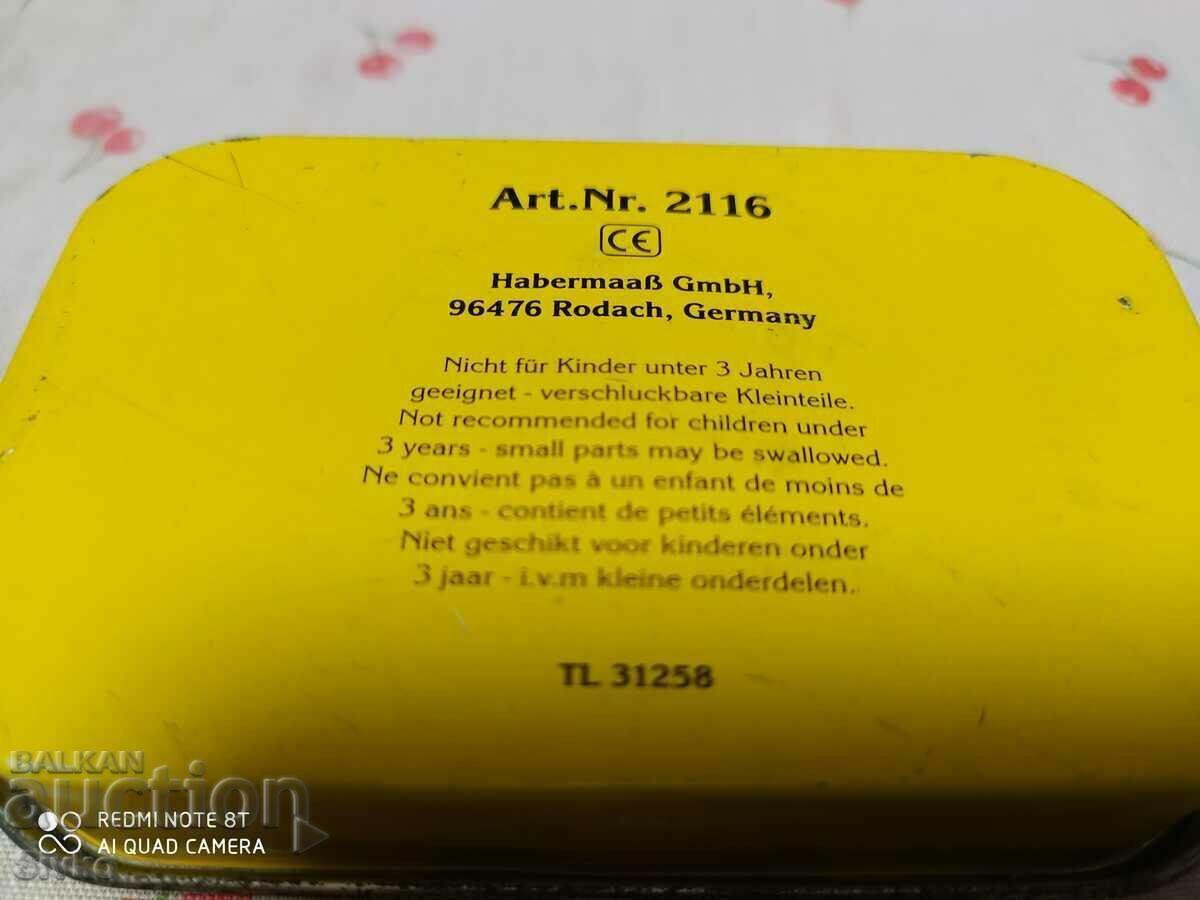 Art.Nr. 2116
CE
Habermaaß GmbH,
96476 Rodach, Germany
Nicht für Kinder unter 3 Jahren
geeignet - verschluckbare Kleinteile.
Not recommended for children under
3 years - small parts may be swallowed.
Ne convient pas à un enfant de moins de
3 ans - contient de petits éléments.
Niet geschikt voor kinderen onder
3 jaar - i.v.m kleine onderdelen.
TL 31258
BALKAN
auction
REDMI NOTE 8T
AI QUAD CAMERA
sivko